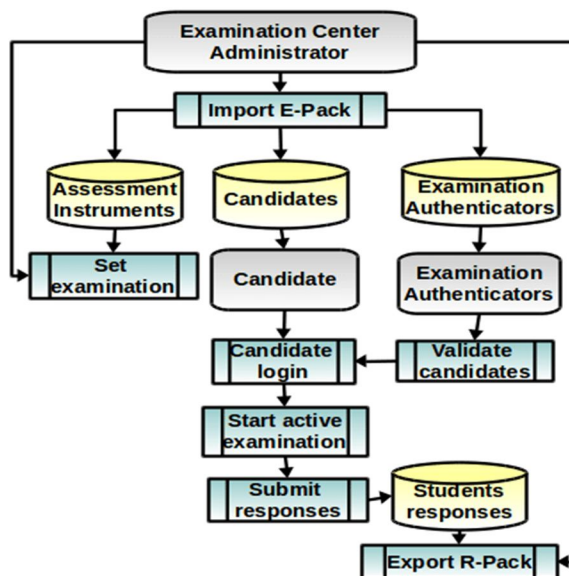 Examination Center
Administrator
Import E-Pack
Assessment
Instruments
Candidates
Examination
Authenticators
Set
examination
Candidate
Examination
Authenticators
Candidate
login
Validate
candidates
Start active
examination
Submit
responses
Students
responses
Export R-Pack